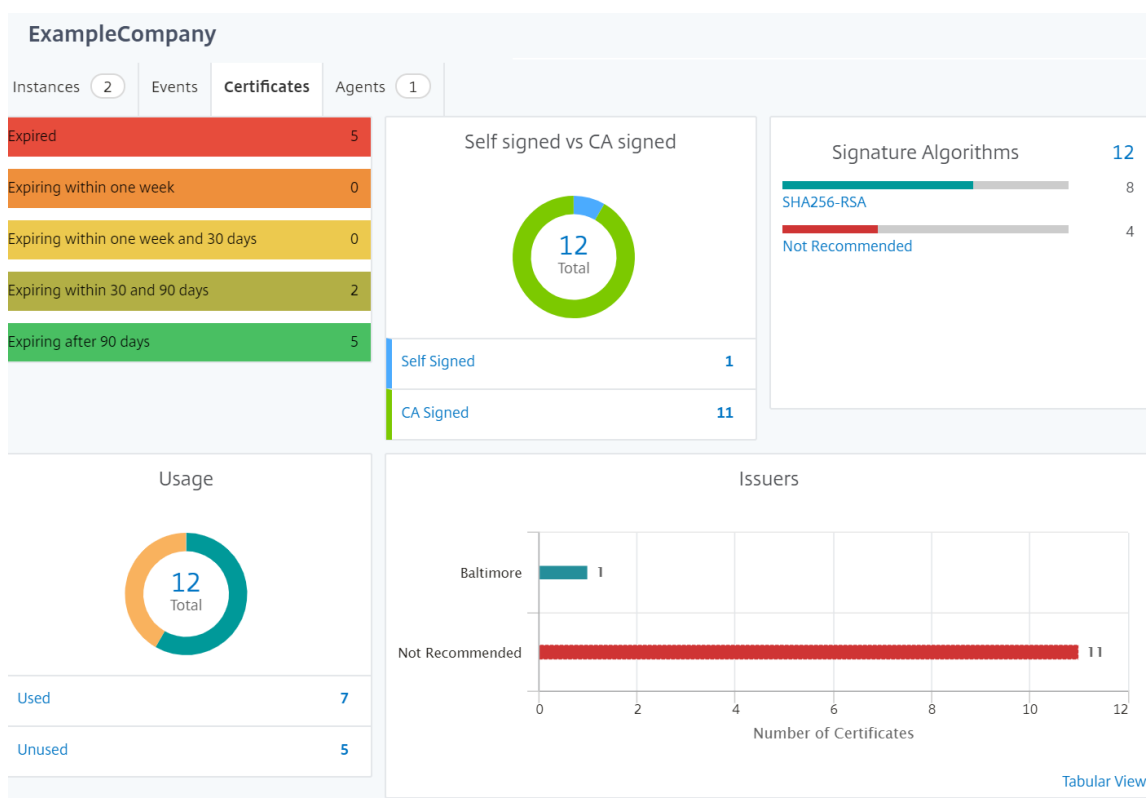 ExampleCompany
Instances 2 Events Certificates Agents 1
Expired 5
Expiring within one week 0
Expiring within one week and 30 days 0
Expiring within 30 and 90 days 2
Expiring after 90 days 5
Self signed vs CA signed
12
Total
Self Signed 1
CA Signed 11
Signature Algorithms 12
8
SHA256-RSA
4
Not Recommended
Usage
12
Total
Used 7
Unused 5
Issuers
Baltimore 1
Not Recommended 11
0 2 4 6 8 10 12
Number of Certificates
Tabular View